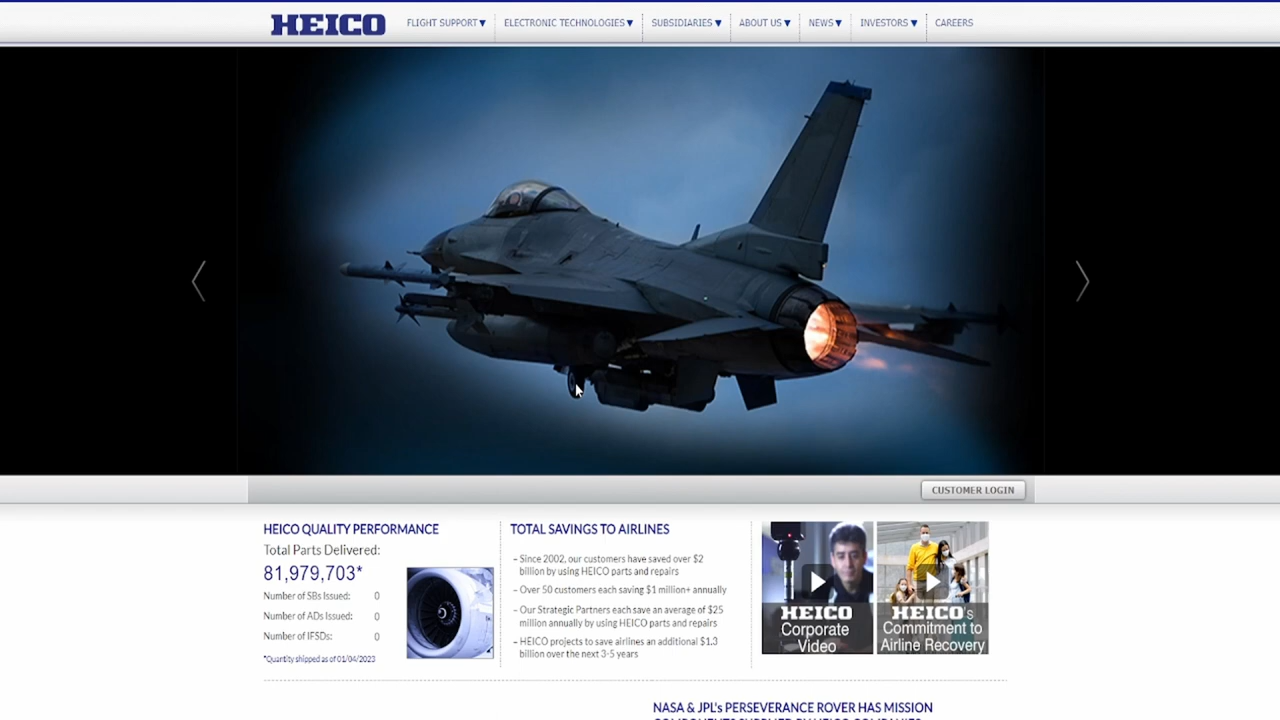 HEICO
FLIGHT SUPPORT▼
ELECTRONIC TECHNOLOGIES▼
SUBSIDIARIES▼
ABOUT US▼
NEWS▼
INVESTORS▼
CAREERS
CUSTOMER LOGIN
HEICO QUALITY PERFORMANCE
Total Parts Delivered:
81,979,703*
Number of SBs Issued: 0
Number of ADs Issued: 0
Number of IFSDs: 0
*Quantity shipped as of 01/04/2023
TOTAL SAVINGS TO AIRLINES
– Since 2002, our customers have saved over $2
billion by using HEICO parts and repairs
– Over 50 customers each saving $1 million+ annually
– Our Strategic Partners each save an average of $25
million annually by using HEICO parts and repairs
– HEICO projects to save airlines an additional $1.3
billion over the next 3-5 years
HEICO
Corporate
Video
HEICO's
Commitment to
Airline Recovery
NASA & JPL's PERSEVERANCE ROVER HAS MISSION
COMPONENTS SUPPLIED BY HEICO COMPANIES